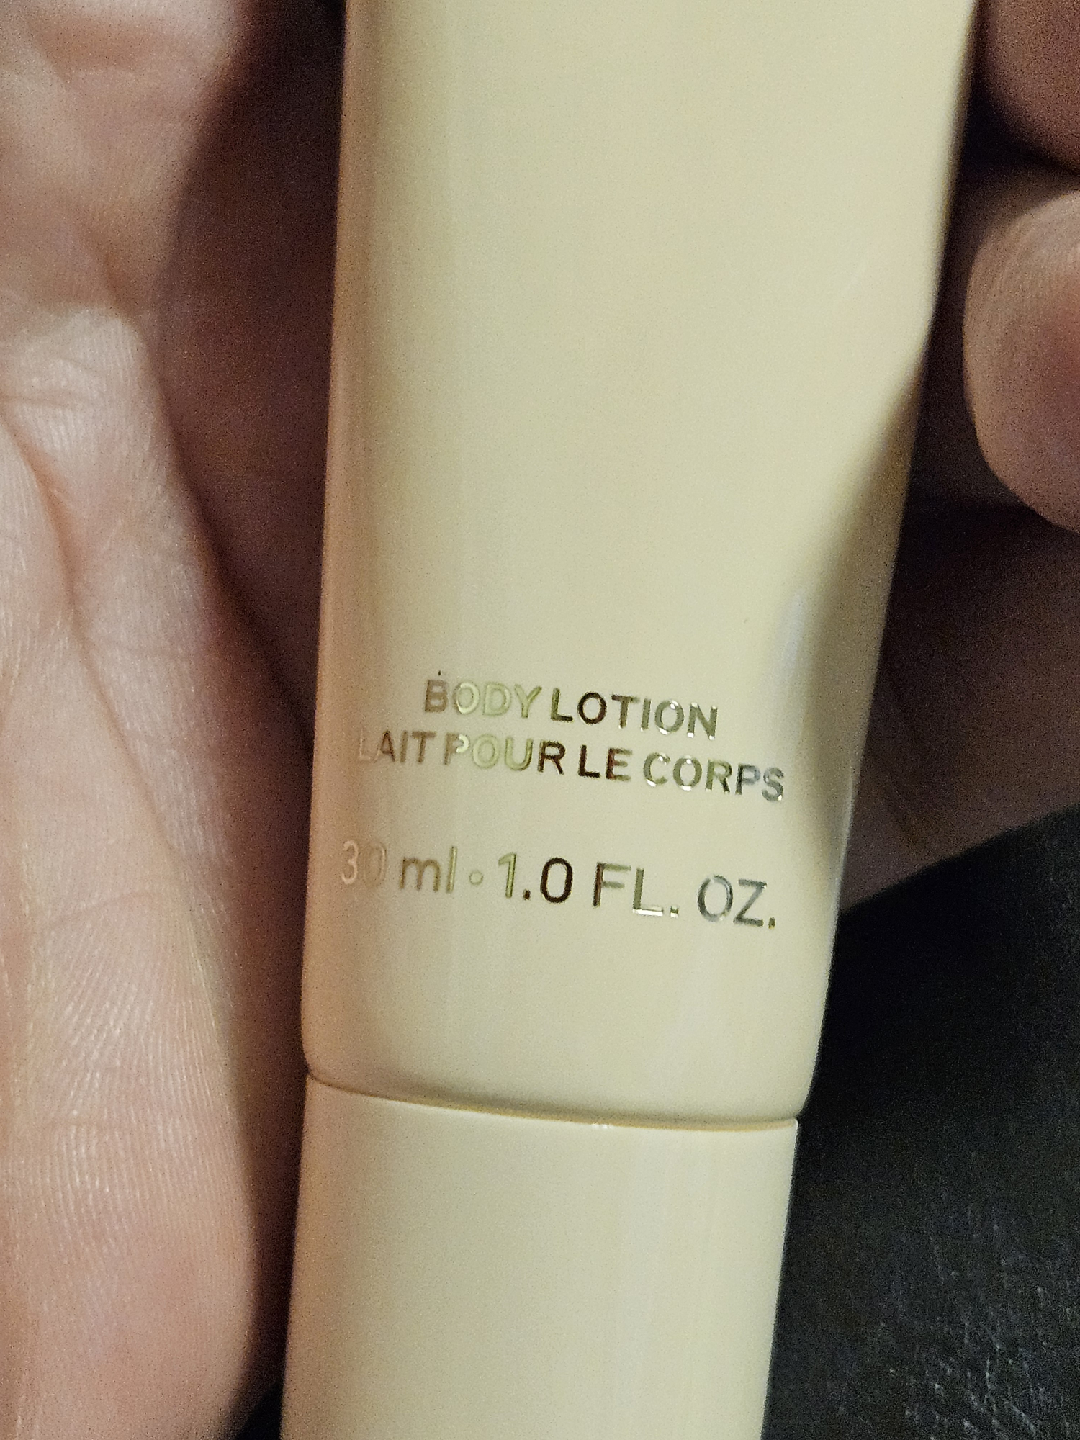 BODY LOTION
LAIT POUR LE CORPS
30 ml • 1.0 FL. OZ.